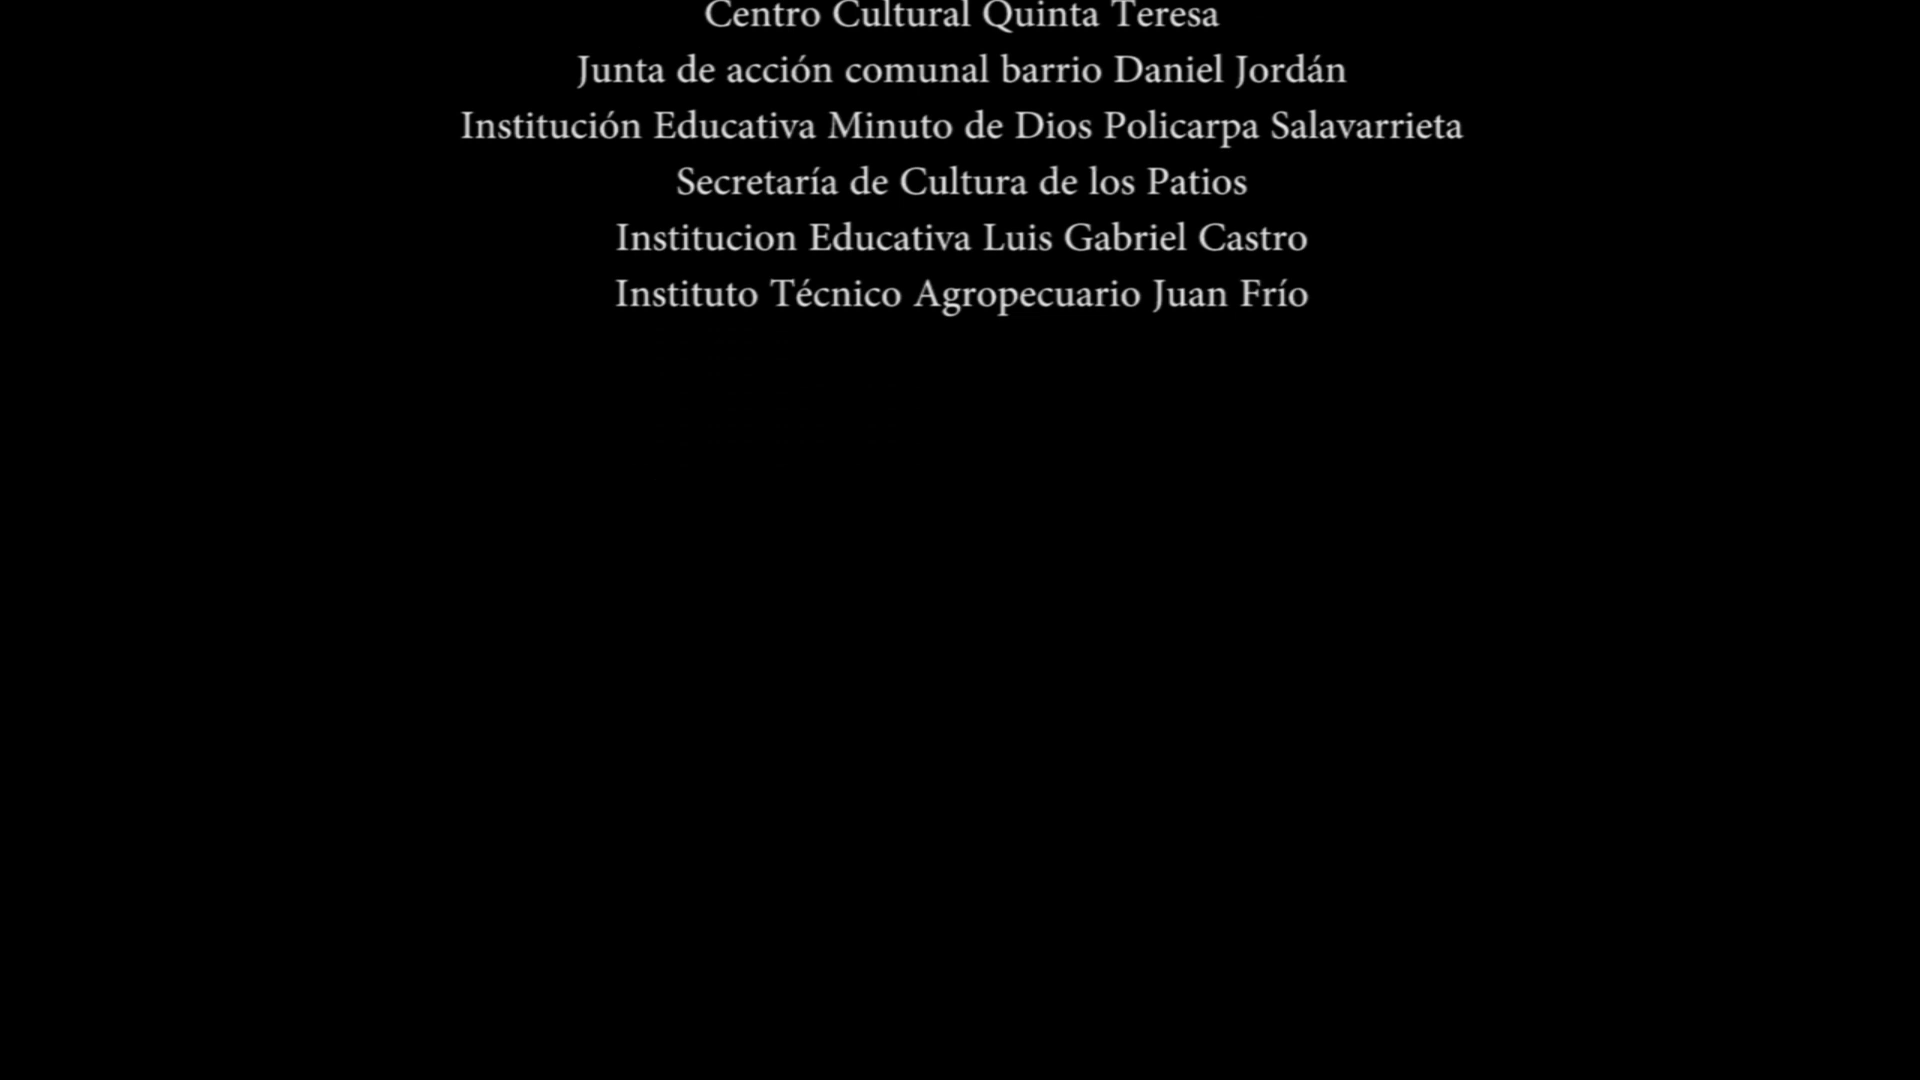 Centro Cultural Quinta Teresa
Junta de acción comunal barrio Daniel Jordán
Institución Educativa Minuto de Dios Policarpa Salavarrieta
Secretaría de Cultura de los Patios
Institucion Educativa Luis Gabriel Castro
Instituto Técnico Agropecuario Juan Frío